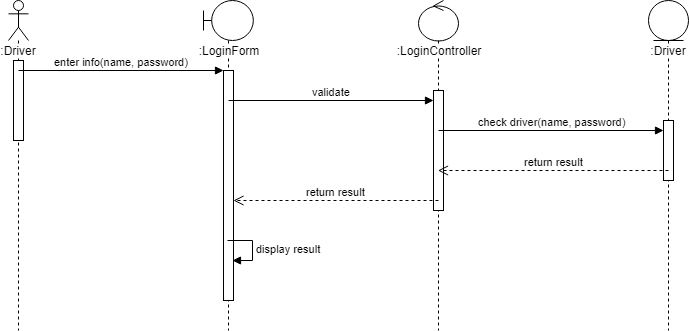 :Driver
:LoginForm
:LoginController
:Driver
enter info(name, password)
validate
check driver(name, password)
return result
return result
display result